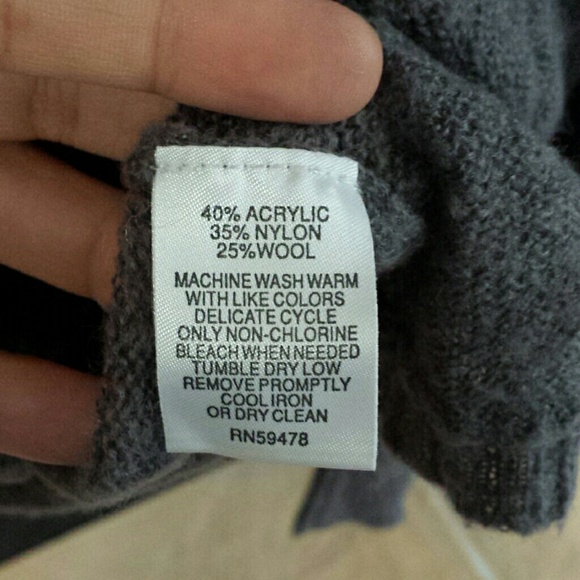 40% ACRYLIC
35% NYLON
25%WOOL
MACHINE WASH WARM
WITH LIKE COLORS
DELICATE CYCLE
ONLY NON-CHLORINE
BLEACH WHEN NEEDED
TUMBLE DRY LOW
REMOVE PROMPTLY
COOL IRON
OR DRY CLEAN
RN59478